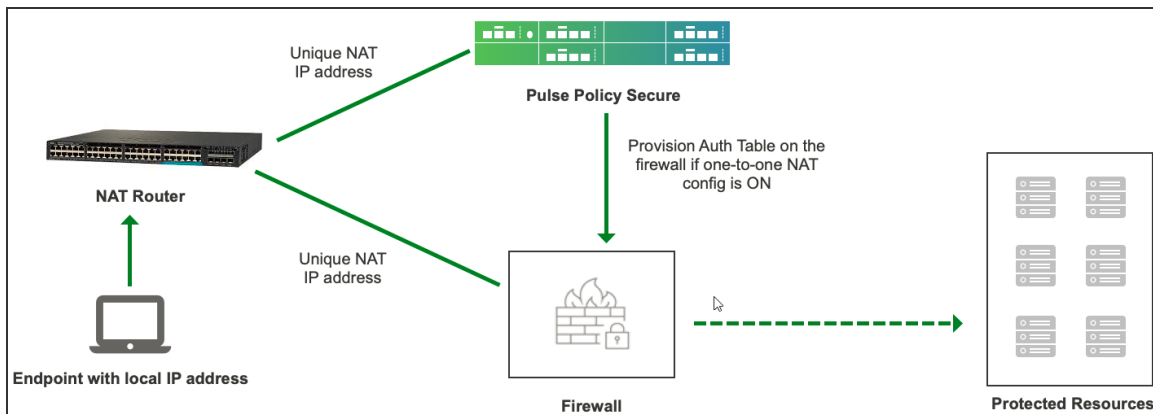 Unique NAT
IP address
Pulse Policy Secure
Provision Auth Table on the
firewall if one-to-one NAT
config is ON
NAT Router
Unique NAT
IP address
Endpoint with local IP address
Firewall
Protected Resources